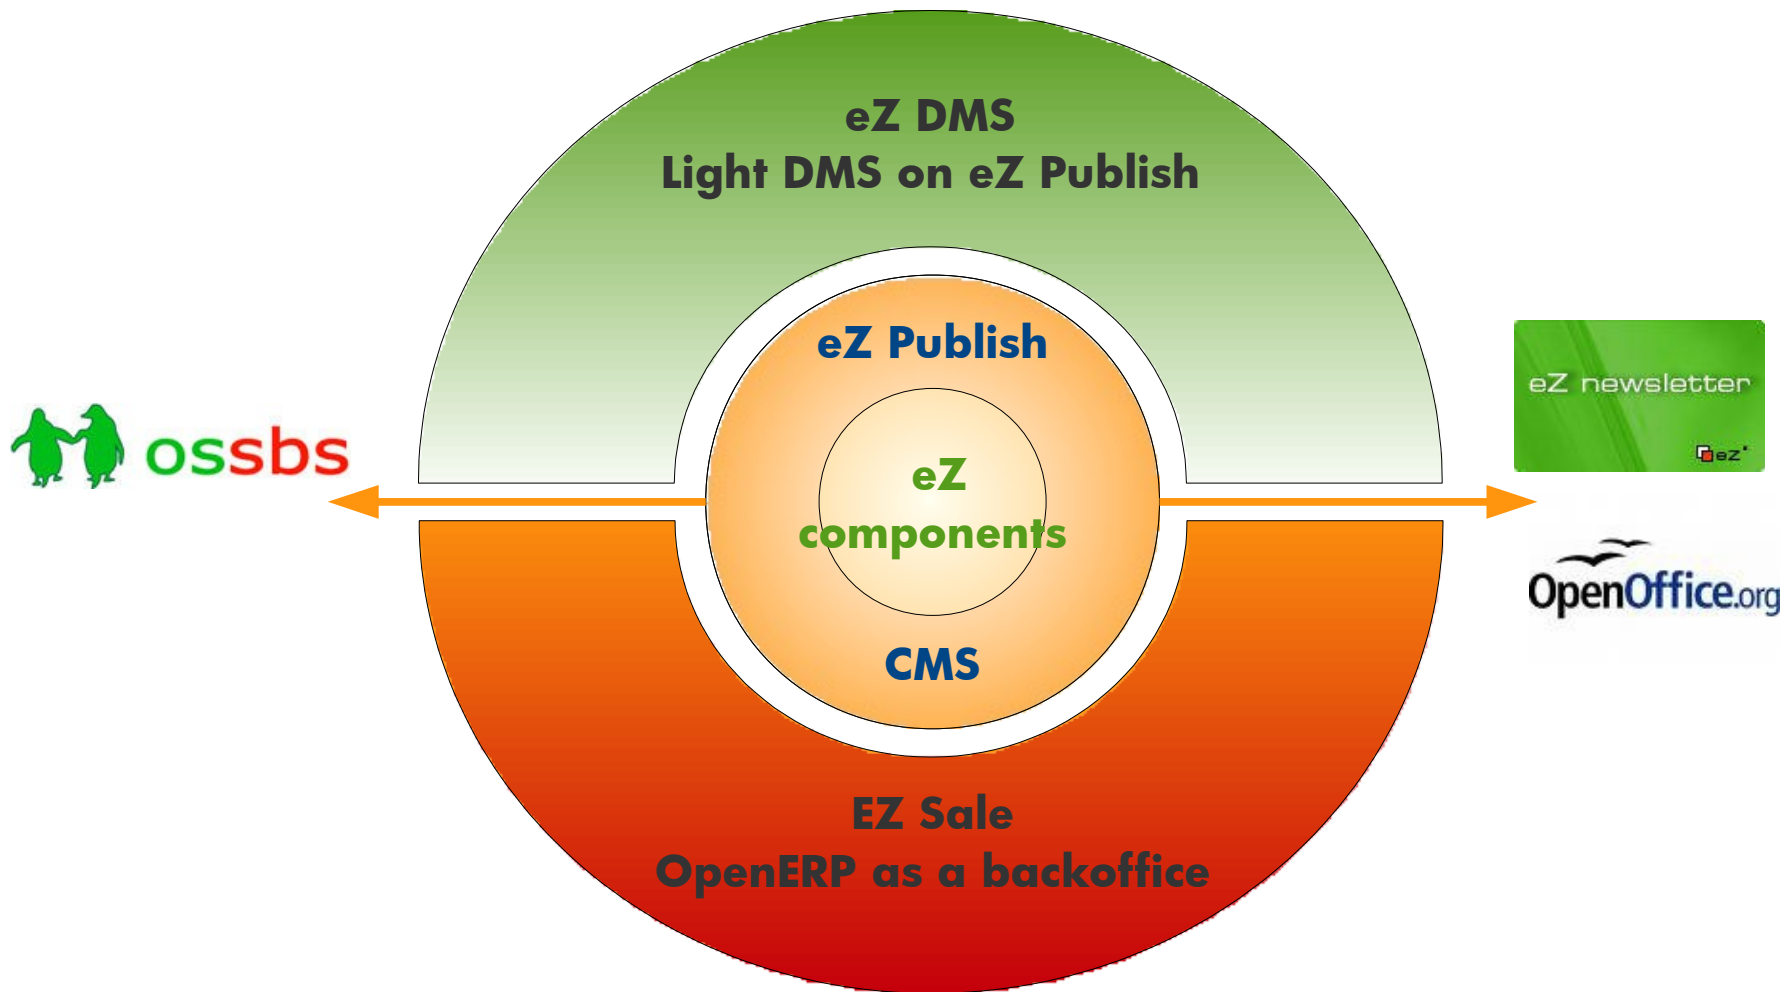 eZ DMS
Light DMS on eZ Publish
eZ Publish
eZ newsletter
eZ
ossbs
eZ
components
OpenOffice.org
CMS
EZ Sale
OpenERP as a backoffice